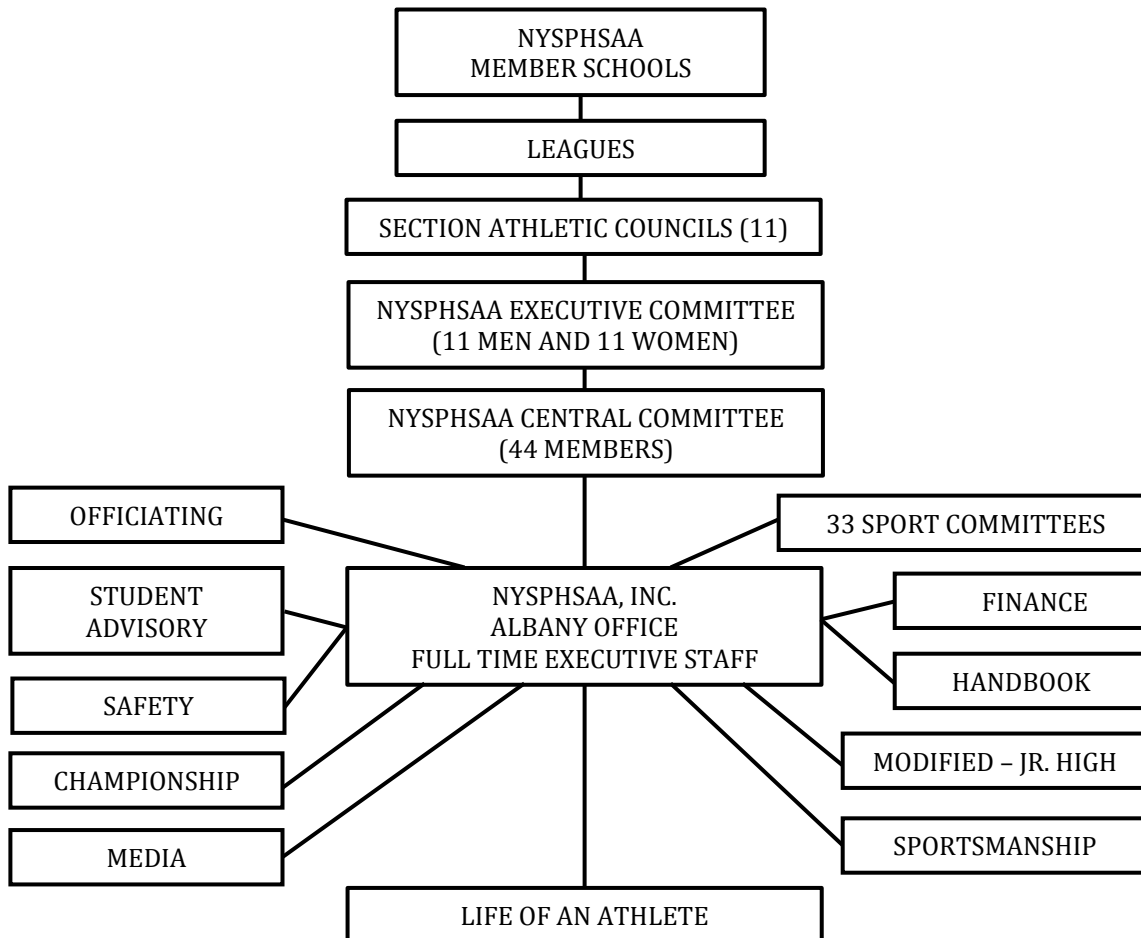 NYSPHSAA
MEMBER SCHOOLS
LEAGUES
SECTION ATHLETIC COUNCILS (11)
NYSPHSAA EXECUTIVE COMMITTEE
(11 MEN AND 11 WOMEN)
NYSPHSAA CENTRAL COMMITTEE
(44 MEMBERS)
OFFICIATING
33 SPORT COMMITTEES
STUDENT
ADVISORY
NYSPHSAA, INC.
ALBANY OFFICE
FULL TIME EXECUTIVE STAFF
FINANCE
SAFETY
HANDBOOK
CHAMPIONSHIP
MODIFIED – JR. HIGH
MEDIA
SPORTSMANSHIP
LIFE OF AN ATHLETE